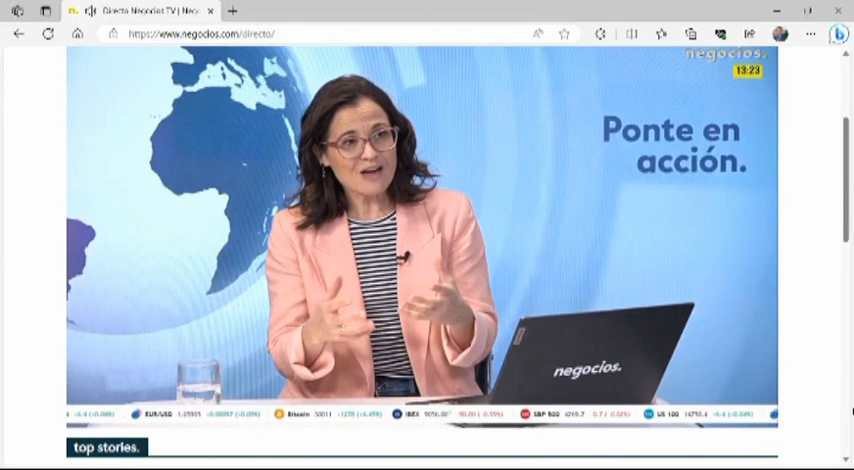 Directo Negocios TV | Nego
https://www.negocios.com/directo/
negocios.
13:23
Ponte en
acción.
negocios.
EUR/USD
Bitcoin
IBEX
S&P 500
US 100
top stories.